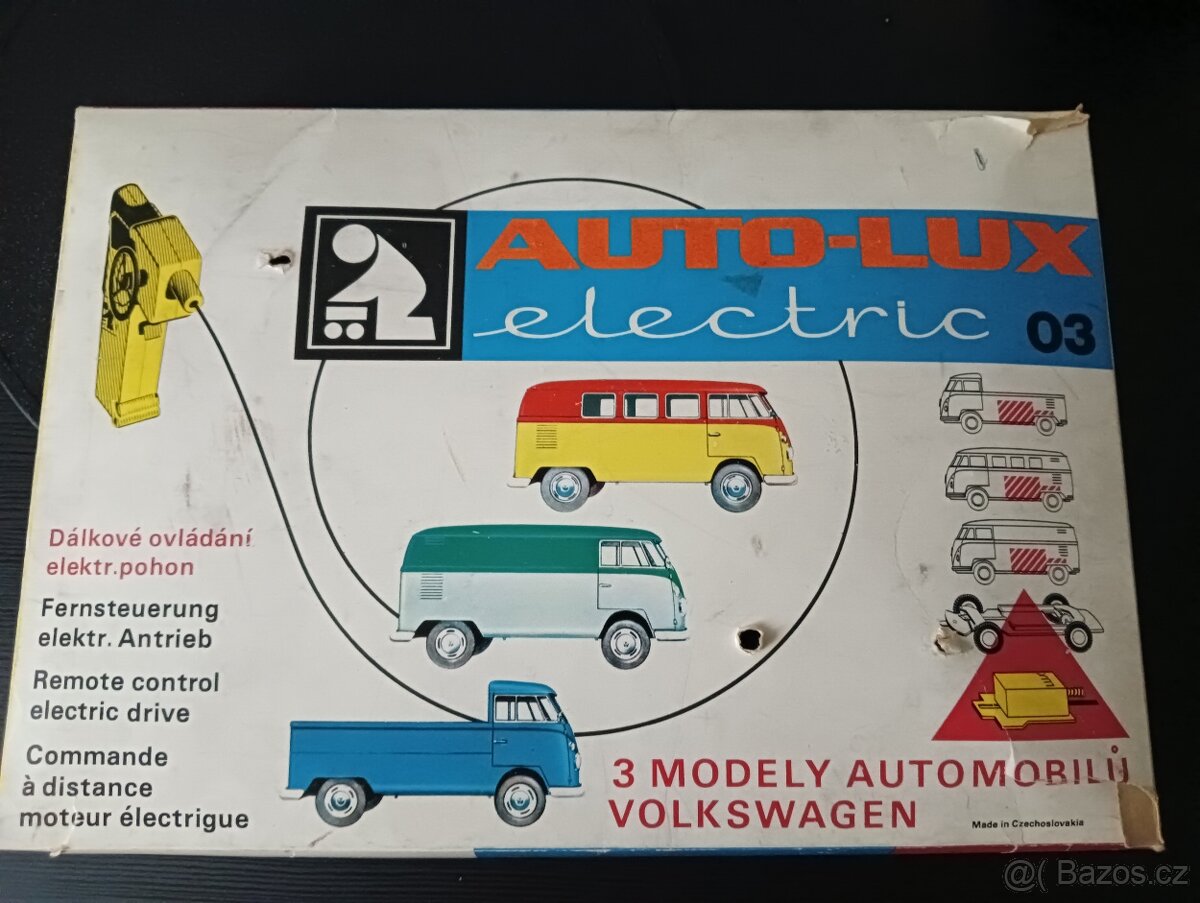 AUTO-LUX
electric 03
Dálkové ovládání
elektr.pohon
Fernsteuerung
elektr. Antrieb
Remote control
electric drive
Commande
à distance
moteur électrigue
3 MODELY AUTOMOBILŮ
VOLKSWAGEN
Made in Czechoslovakia
@( Bazos.cz